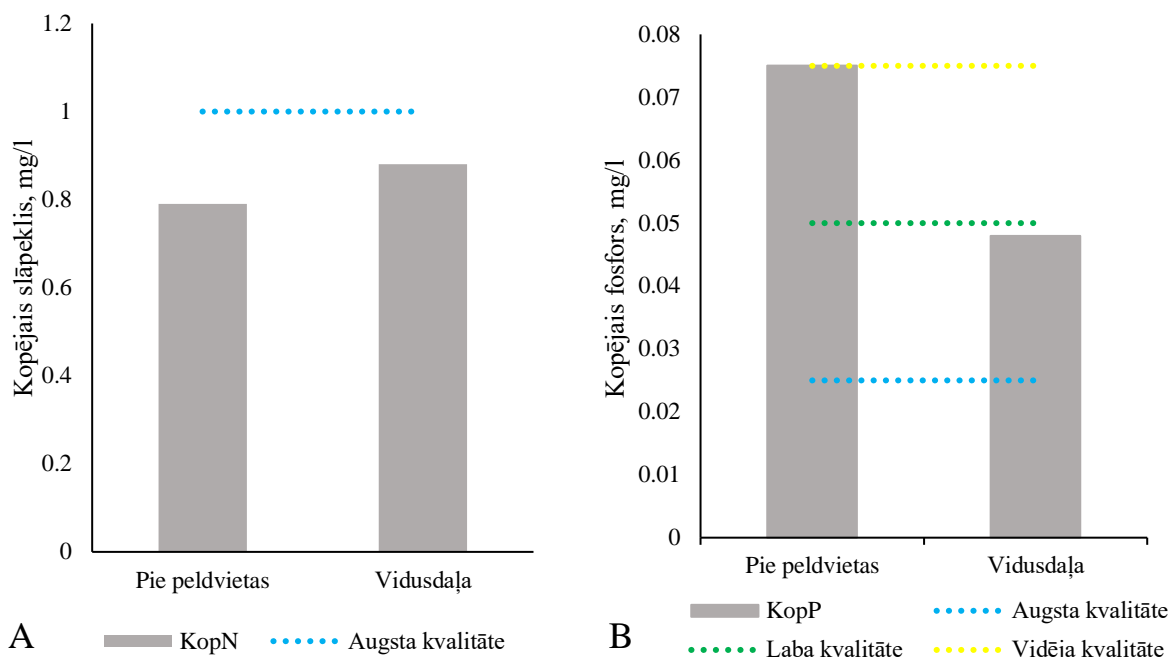 Kopējais slāpeklis, mg/l
1.2
1
0.8
0.6
0.4
0.2
0
Pie peldvietas
Vidusdaļa
A
KopN
Augsta kvalitāte
Kopējais fosfors, mg/l
0.08
0.07
0.06
0.05
0.04
0.03
0.02
0.01
0
Pie peldvietas
Vidusdaļa
B
KopP
Augsta kvalitāte
Laba kvalitāte
Vidēja kvalitāte